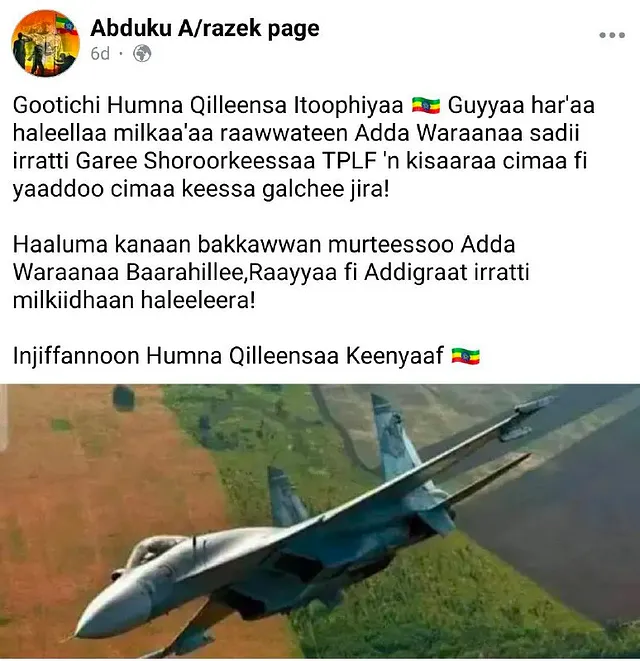 Abduku A/razek page
6d ·
Gootichi Humna Qilleensa Itoophiyaa 🇪🇹 Guyyaa har'aa
haleellaa milkaa'aa raawwateen Adda Waraanaa sadii
irratti Garee Shoroorkeessaa TPLF 'n kisaaraa cimaa fi
yaaddoo cimaa keessa galchee jira!
Haaluma kanaan bakkawwan murteessoo Adda
Waraanaa Baarahillee,Raayyaa fi Addigraat irratti
milkiidhaan haleeleera!
Injiffannoon Humna Qilleensaa Keenyaaf 🇪🇹